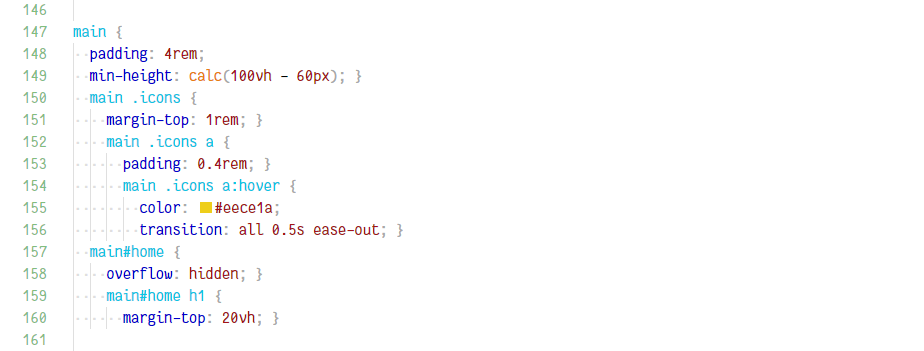 146
147 main {
148   padding: 4rem;
149   min-height: calc(100vh - 60px); }
150   main .icons {
151     margin-top: 1rem; }
152     main .icons a {
153       padding: 0.4rem; }
154       main .icons a:hover {
155         color: #eece1a;
156         transition: all 0.5s ease-out; }
157   main#home {
158     overflow: hidden; }
159     main#home h1 {
160       margin-top: 20vh; }
161